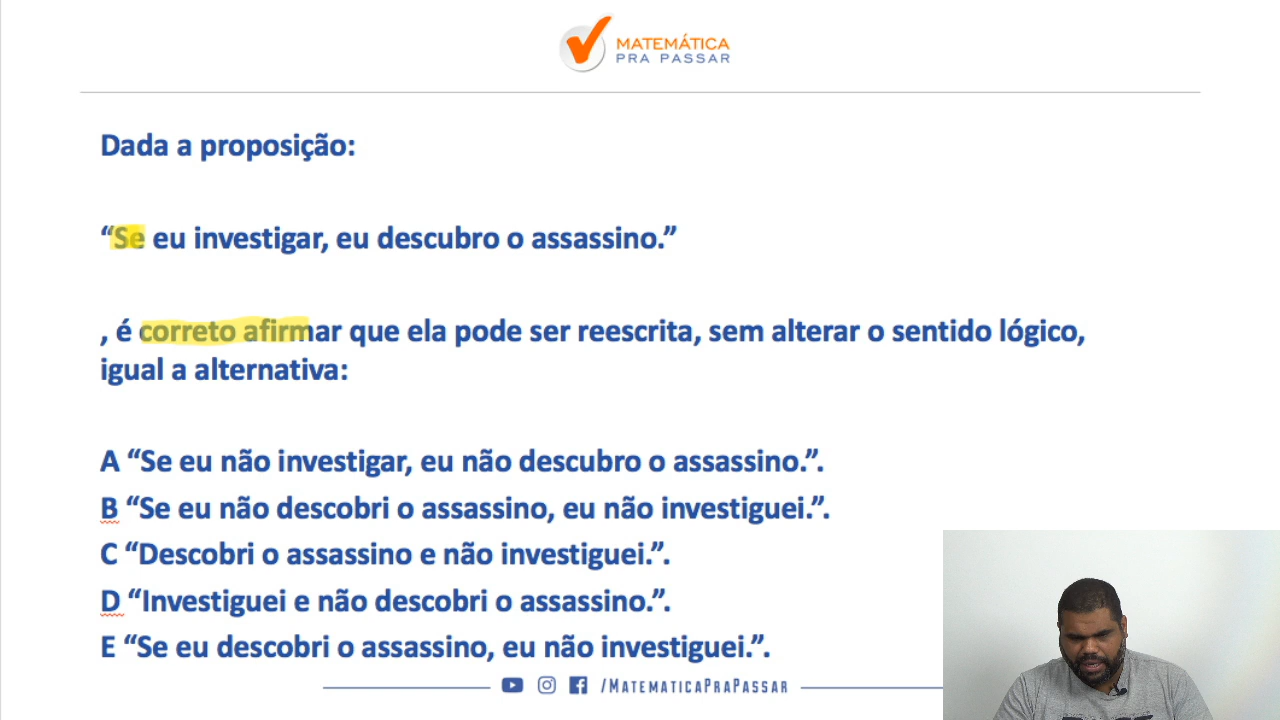 MATEMÁTICA
PRA PASSAR
Dada a proposição:
“Se eu investigar, eu descubro o assassino.”
, é correto afirmar que ela pode ser reescrita, sem alterar o sentido lógico,
igual a alternativa:
A “Se eu não investigar, eu não descubro o assassino.”.
B “Se eu não descobri o assassino, eu não investiguei.”.
C “Descobri o assassino e não investiguei.”.
D “Investiguei e não descobri o assassino.”.
E “Se eu descobri o assassino, eu não investiguei.”.
/MATEMATICAPRAPASSAR